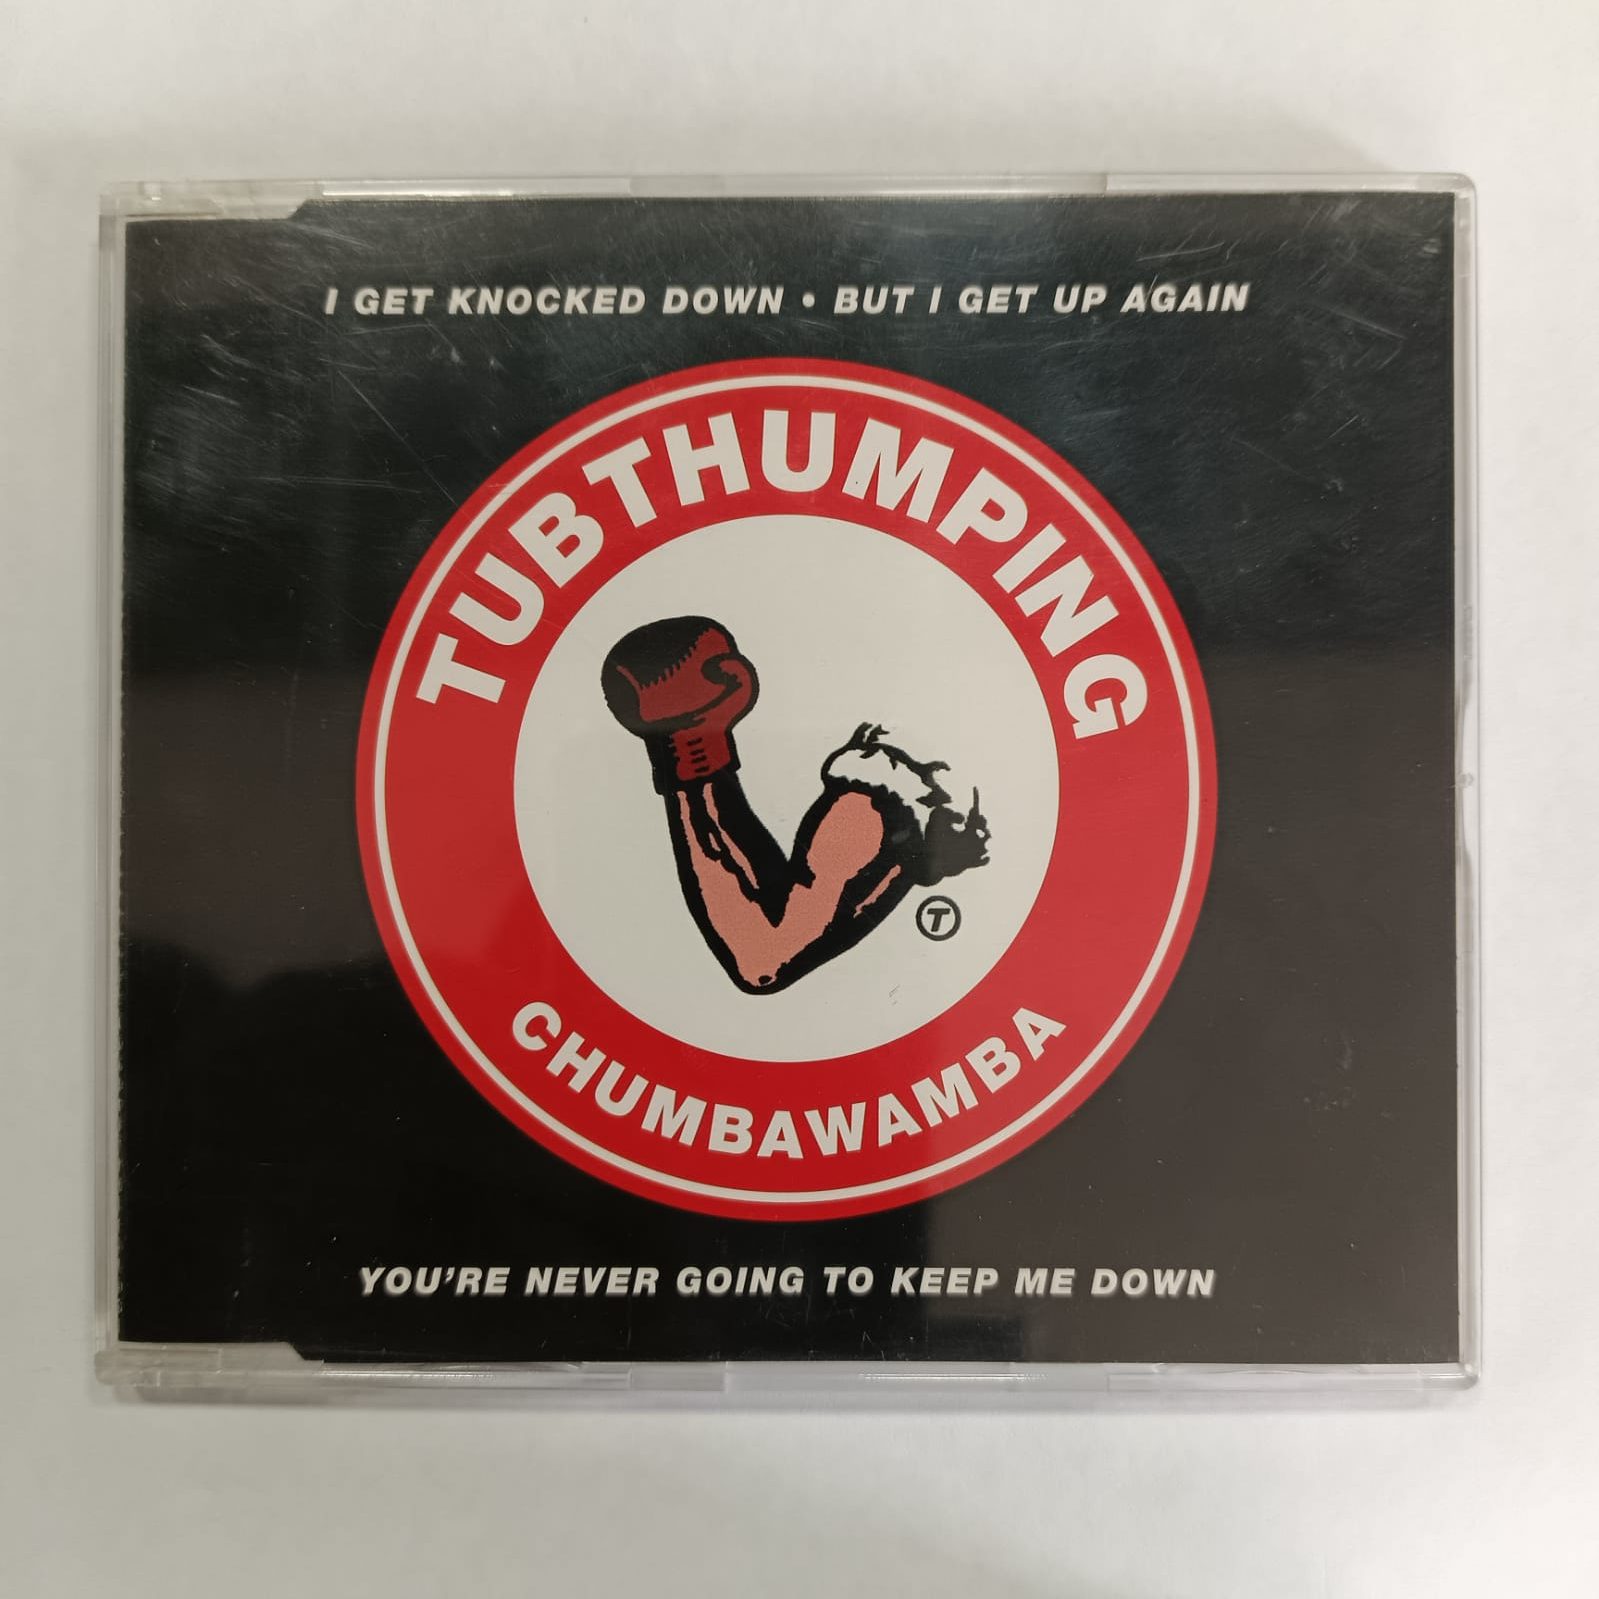 I GET KNOCKED DOWN • BUT I GET UP AGAIN
TUBTHUMPING
T
CHUMBAWAMBA
YOU'RE NEVER GOING TO KEEP ME DOWN